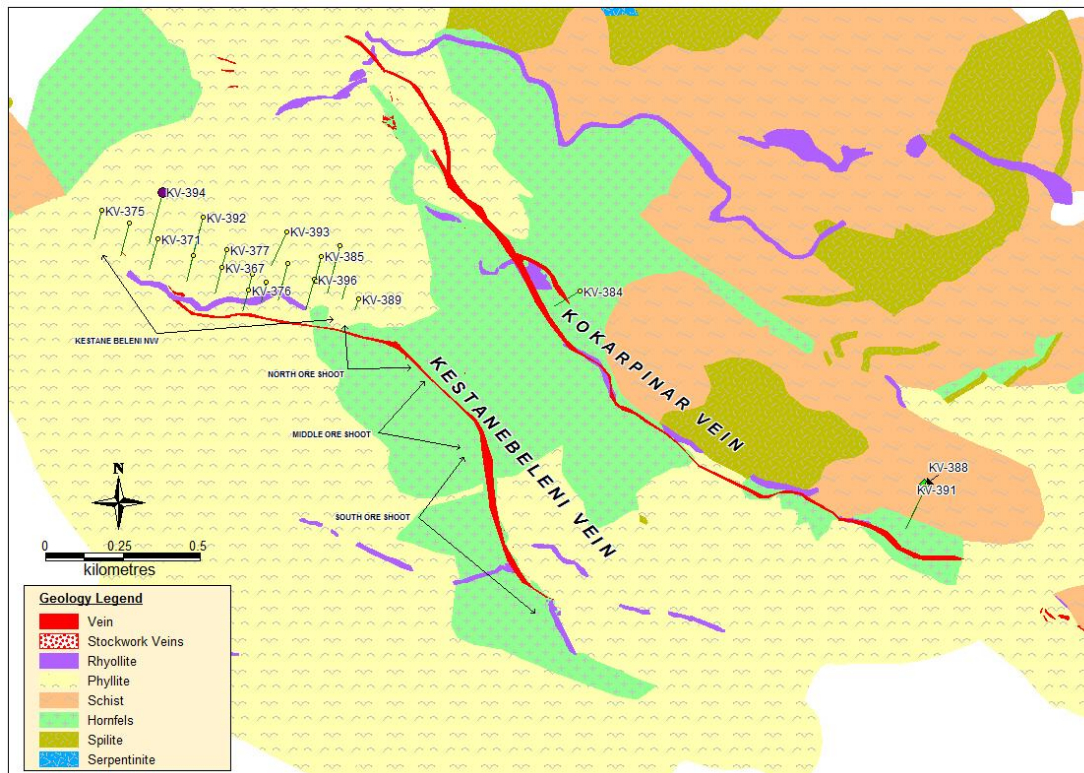 KV-394
KV-375
KV-392
KV-371
KV-393
KV-377
KV-385
KV-367
KV-396
KV-376
KV-389
KV-384
KESTANE BELENI NW
NORTH ORE SHOOT
MIDDLE ORE SHOOT
SOUTH ORE SHOOT
KOKARPINAR VEIN
KESTANEBELENI VEIN
KV-388
KV-391
N
0 0.25 0.5
kilometres
Geology Legend
Vein
Stockwork Veins
Rhyollite
Phyllite
Schist
Hornfels
Spilite
Serpentinite